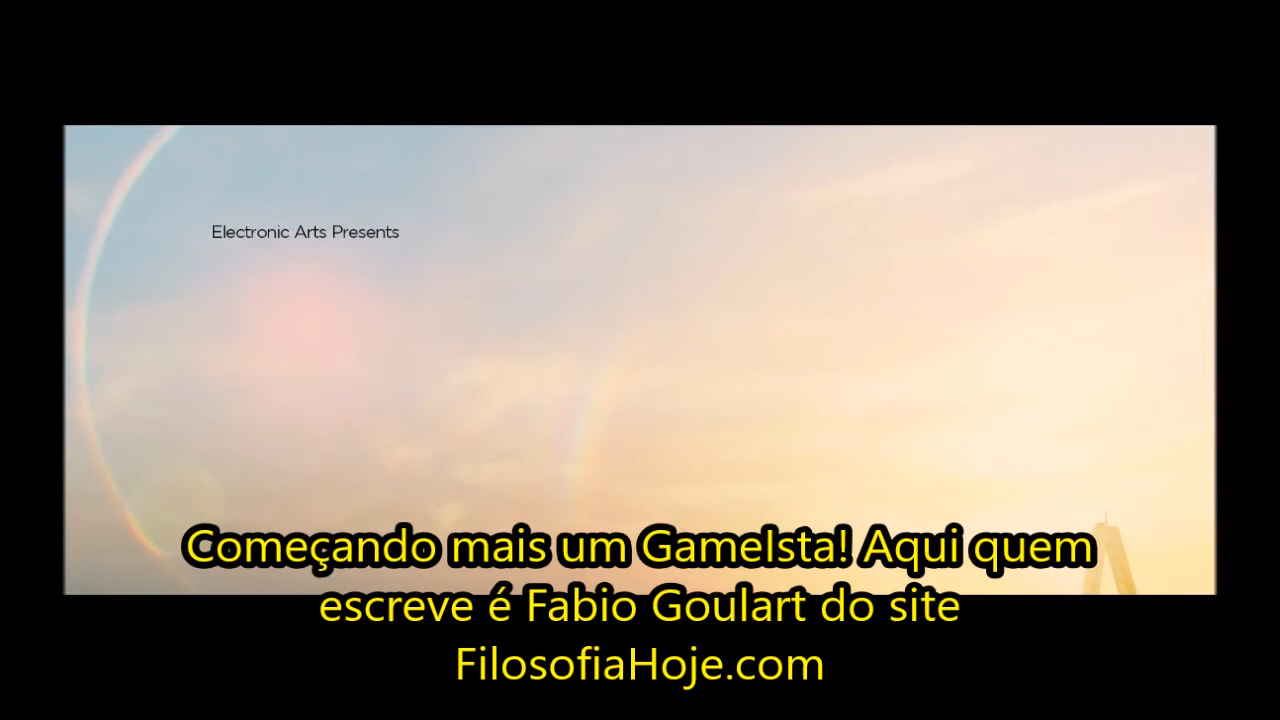 Electronic Arts Presents
Começando mais um GameIsta! Aqui quem
escreve é Fabio Goulart do site
FilosofiaHoje.com